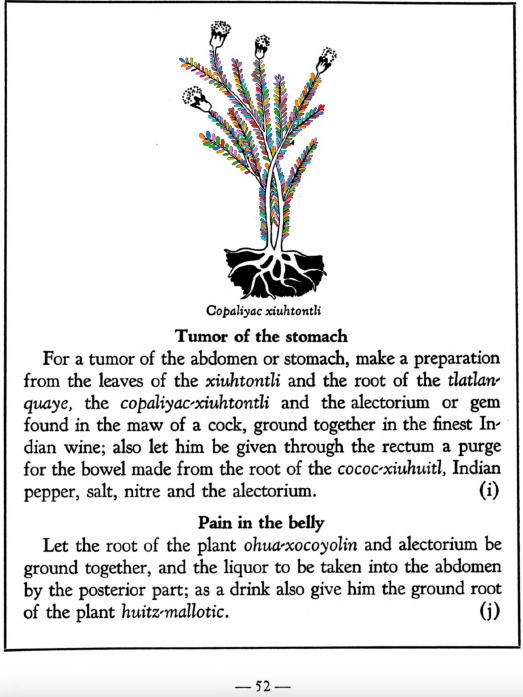 Copaliyac xiuhtontli
Tumor of the stomach
For a tumor of the abdomen or stomach, make a preparation
from the leaves of the xiuhtontli and the root of the tlatlan-
quaye, the copaliyac-xiuhtontli and the alectorium or gem
found in the maw of a cock, ground together in the finest In-
dian wine; also let him be given through the rectum a purge
for the bowel made from the root of the cococ-xiuhuitl, Indian
pepper, salt, nitre and the alectorium. (i)
Pain in the belly
Let the root of the plant ohua-xocoyolin and alectorium be
ground together, and the liquor to be taken into the abdomen
by the posterior part; as a drink also give him the ground root
of the plant huitz-mallotic. (j)
— 52 —